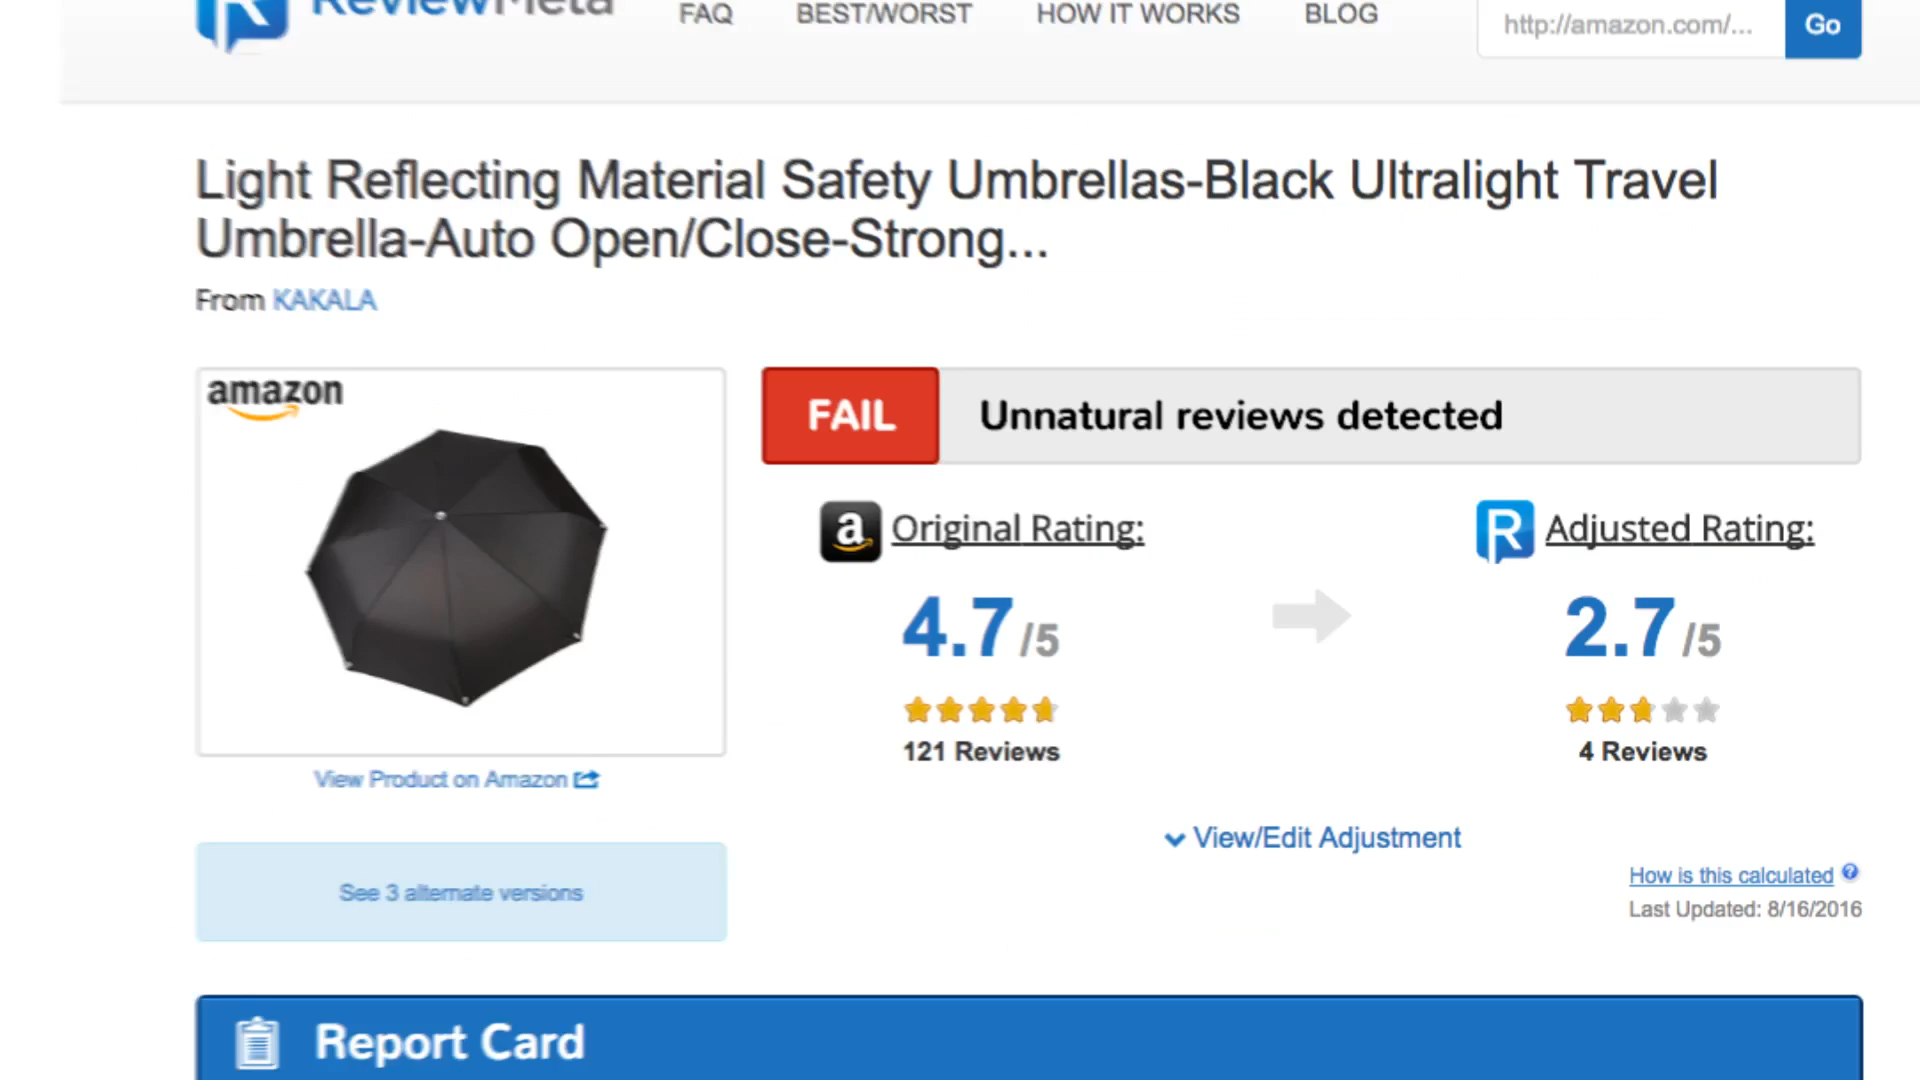 ReviewMeta
FAQ
BEST/WORST
HOW IT WORKS
BLOG
http://amazon.com/...
Go
Light Reflecting Material Safety Umbrellas-Black Ultralight Travel
Umbrella-Auto Open/Close-Strong...
From KAKALA
amazon
FAIL
Unnatural reviews detected
a Original Rating:
R Adjusted Rating:
4.7/5
2.7/5
121 Reviews
4 Reviews
View Product on Amazon
View/Edit Adjustment
How is this calculated ?
Last Updated: 8/16/2016
See 3 alternate versions
Report Card